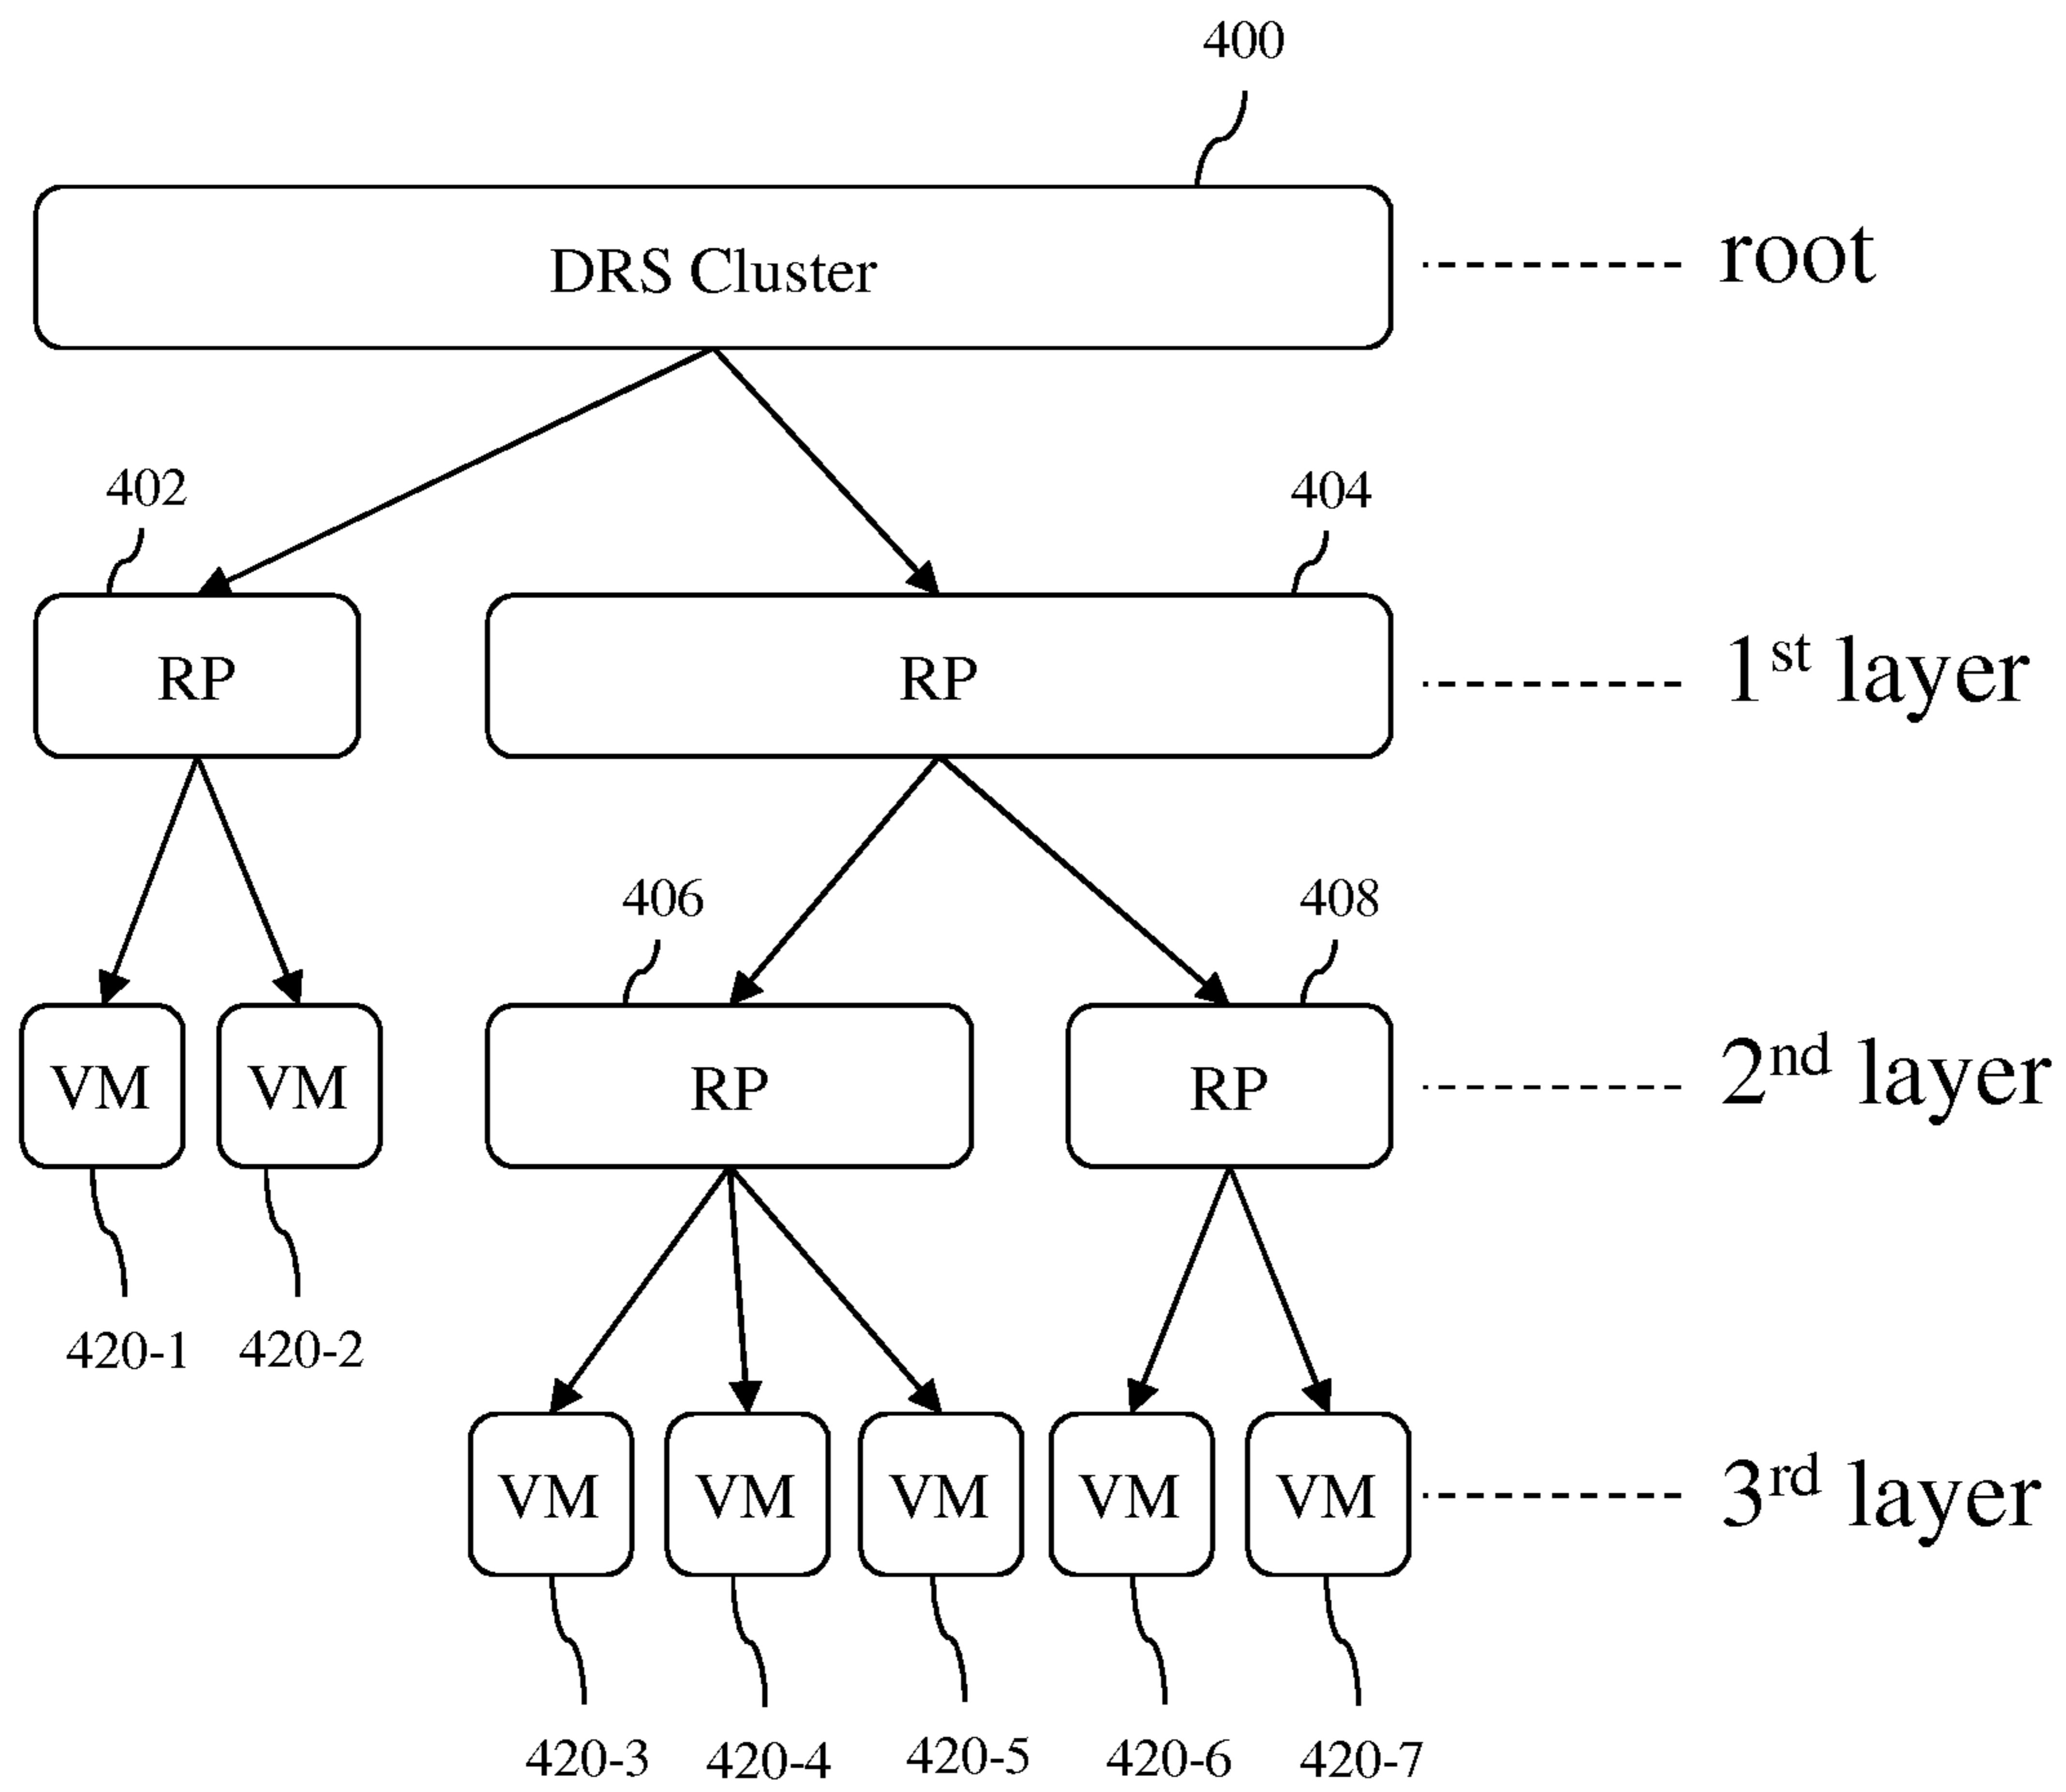 400
DRS Cluster
root
402
404
RP
RP
1st layer
406
408
VM
VM
RP
RP
2nd layer
420-1
420-2
VM
VM
VM
VM
VM
3rd layer
420-3
420-4
420-5
420-6
420-7